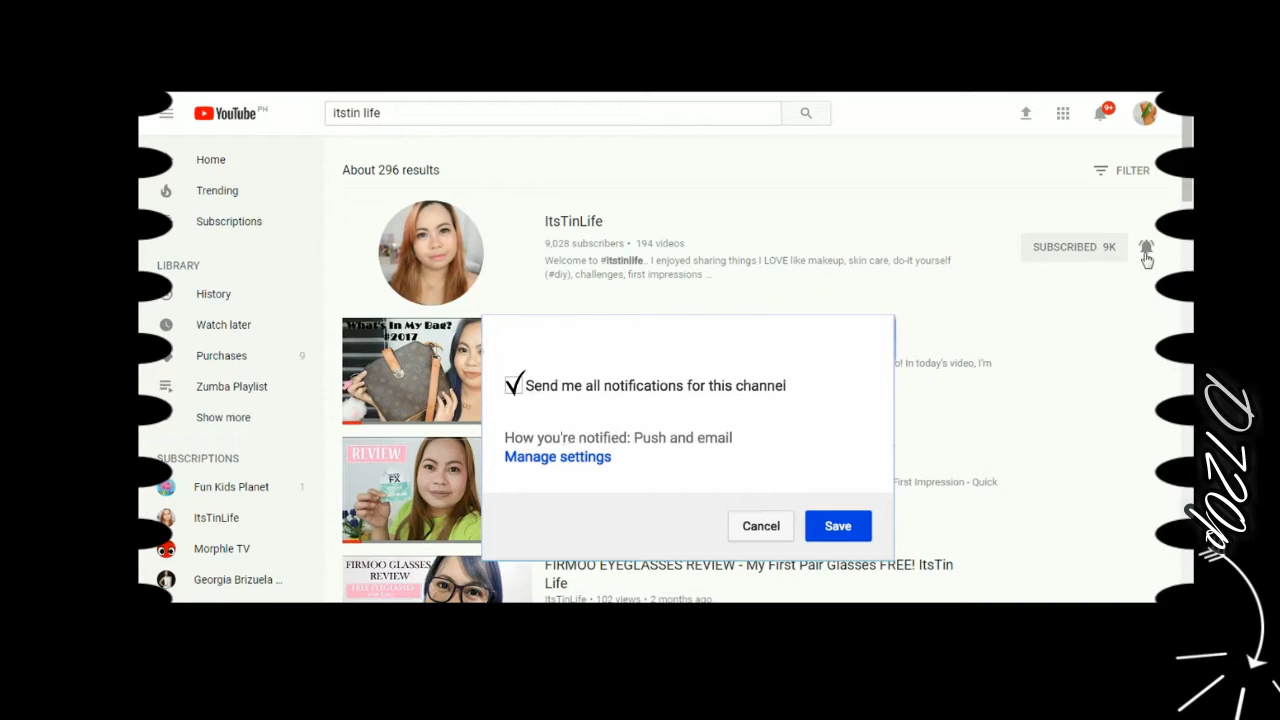 YouTube PH
itstin life
9+
Home
Trending
Subscriptions
LIBRARY
History
Watch later
Purchases 9
Zumba Playlist
Show more
SUBSCRIPTIONS
Fun Kids Planet 1
ItsTinLife
Morphle TV
Georgia Brizuela ...
About 296 results
FILTER
ItsTinLife
9,028 subscribers • 194 videos
Welcome to #itstinlife.. I enjoyed sharing things I LOVE like makeup, skin care, do-it yourself
(#diy), challenges, first impressions ...
SUBSCRIBED 9K
What's In My Bag?
#2017
o! In today's video, I'm
REVIEW
FX
First Impression - Quick
Send me all notifications for this channel
How you're notified: Push and email
Manage settings
Cancel
Save
FIRMOO GLASSES
REVIEW
FREE EYEGLASSES
FIRMOO EYEGLASSES REVIEW - My First Pair Glasses FREE! ItsTin
Life
ItsTinLife • 102 views • 2 months ago
720p